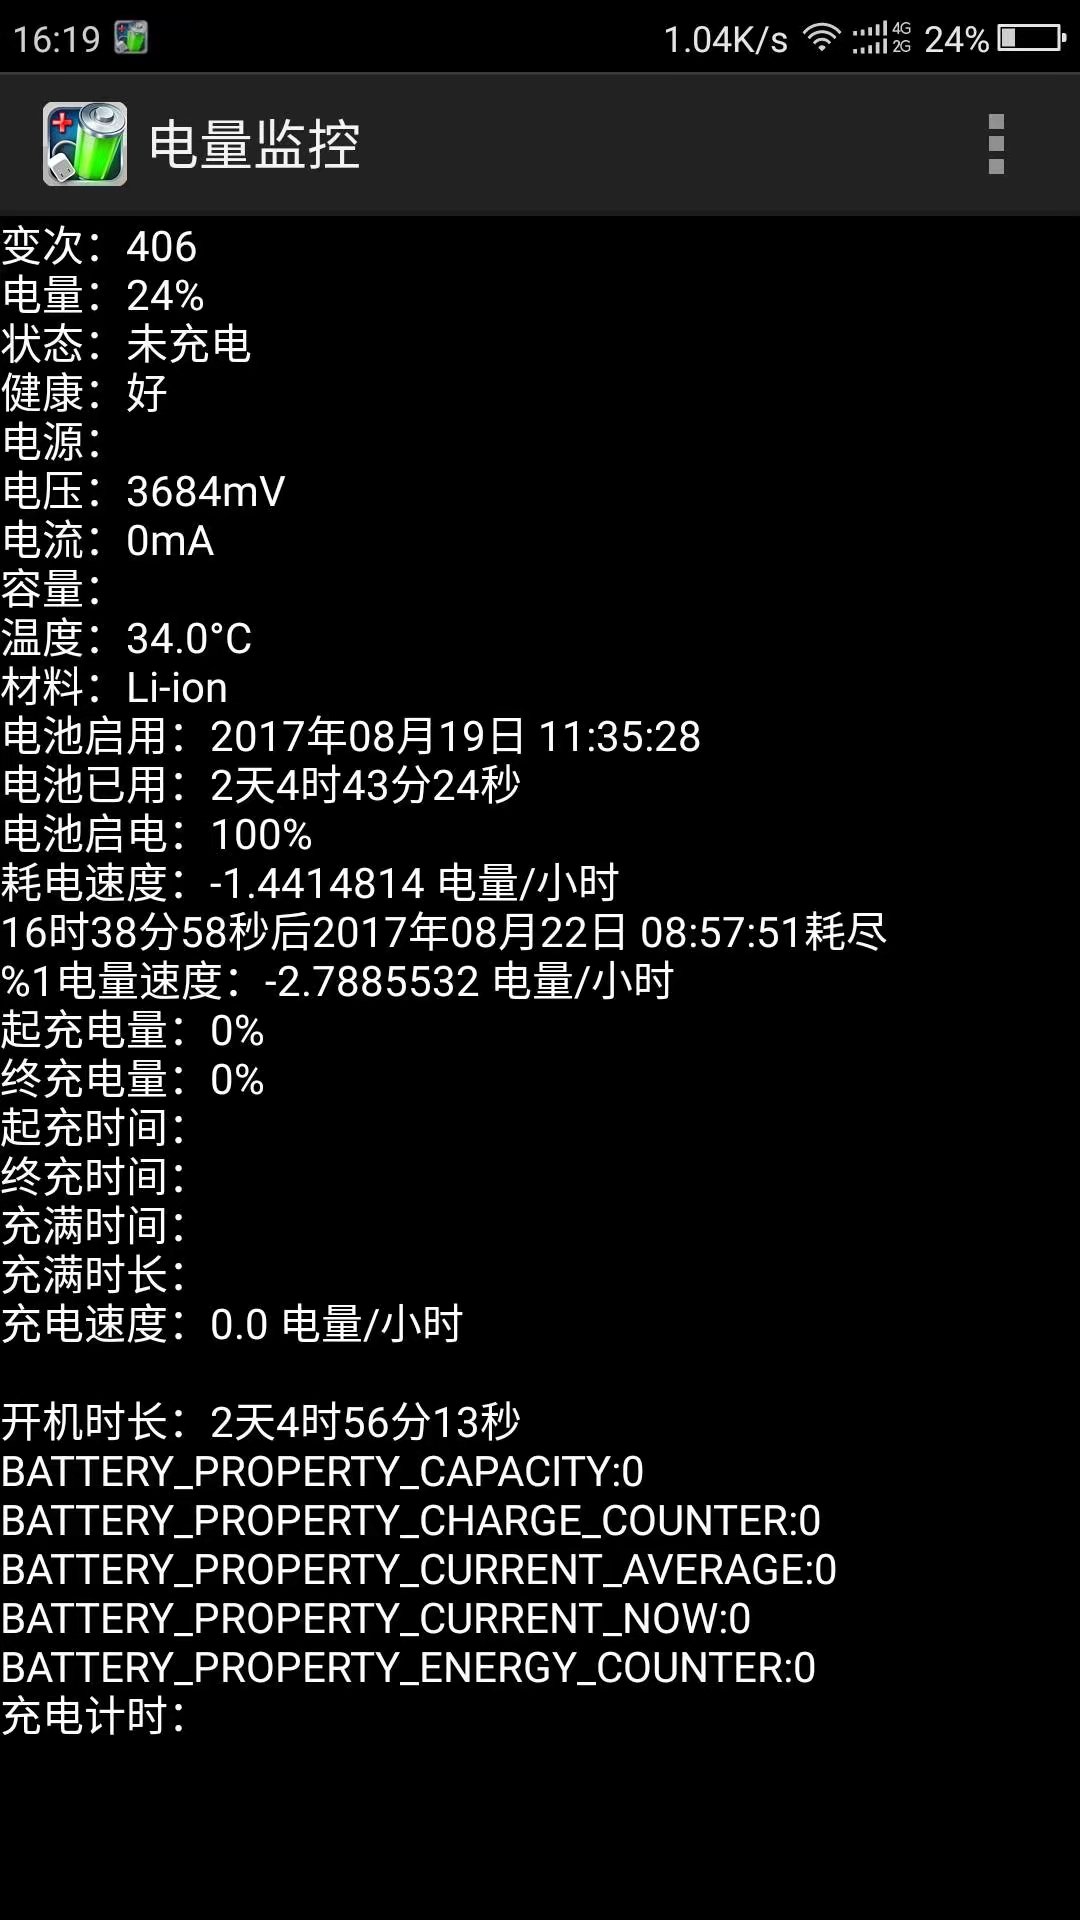 16:19 1.04K/s 4G 2G 24%
电量监控
变次：406
电量：24%
状态：未充电
健康：好
电源：
电压：3684mV
电流：0mA
容量：
温度：34.0°C
材料：Li-ion
电池启用：2017年08月19日 11:35:28
电池已用：2天4时43分24秒
电池启电：100%
耗电速度：-1.4414814 电量/小时
16时38分58秒后2017年08月22日 08:57:51耗尽
%1电量速度：-2.7885532 电量/小时
起充电量：0%
终充电量：0%
起充时间：
终充时间：
充满时间：
充满时长：
充电速度：0.0 电量/小时
开机时长：2天4时56分13秒
BATTERY_PROPERTY_CAPACITY:0
BATTERY_PROPERTY_CHARGE_COUNTER:0
BATTERY_PROPERTY_CURRENT_AVERAGE:0
BATTERY_PROPERTY_CURRENT_NOW:0
BATTERY_PROPERTY_ENERGY_COUNTER:0
充电计时：